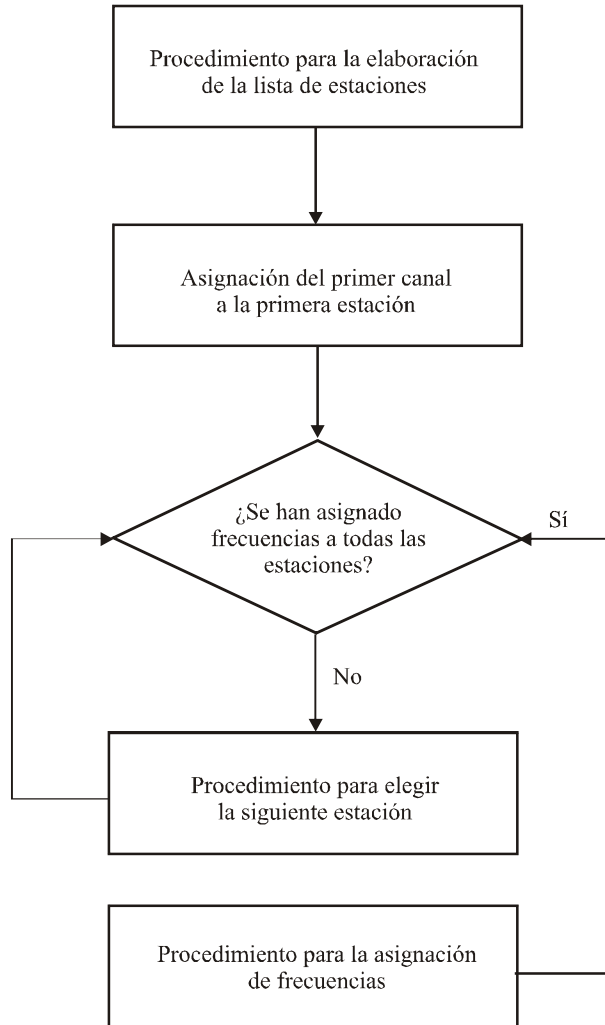 Procedimiento para la elaboración
de la lista de estaciones
Asignación del primer canal
a la primera estación
¿Se han asignado
frecuencias a todas las
estaciones?
Sí
No
Procedimiento para elegir
la siguiente estación
Procedimiento para la asignación
de frecuencias